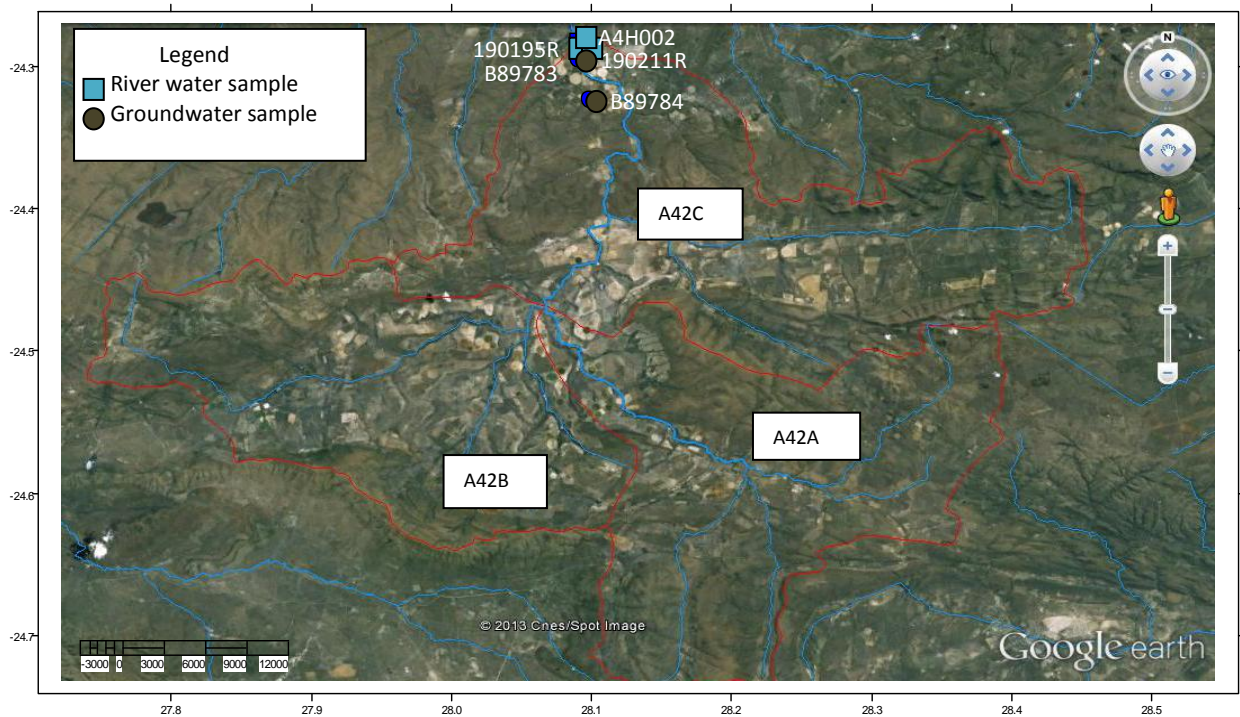 Legend
River water sample
Groundwater sample
A4H002
190195R
190211R
B89783
B89784
N
A42C
A42A
A42B
-24.3
-24.4
-24.5
-24.6
-24.7
© 2013 Cnes/Spot Image
Google earth
-3000 0 3000 6000 9000 12000
27.8 27.9 28.0 28.1 28.2 28.3 28.4 28.5